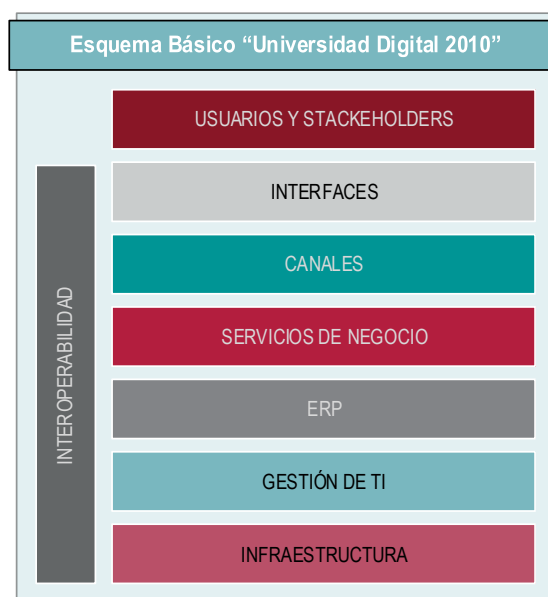 Esquema Básico “Universidad Digital 2010”
USUARIOS Y STACKEHOLDERS
INTERFACES
CANALES
SERVICIOS DE NEGOCIO
ERP
GESTIÓN DE TI
INFRAESTRUCTURA
INTEROPERABILIDAD